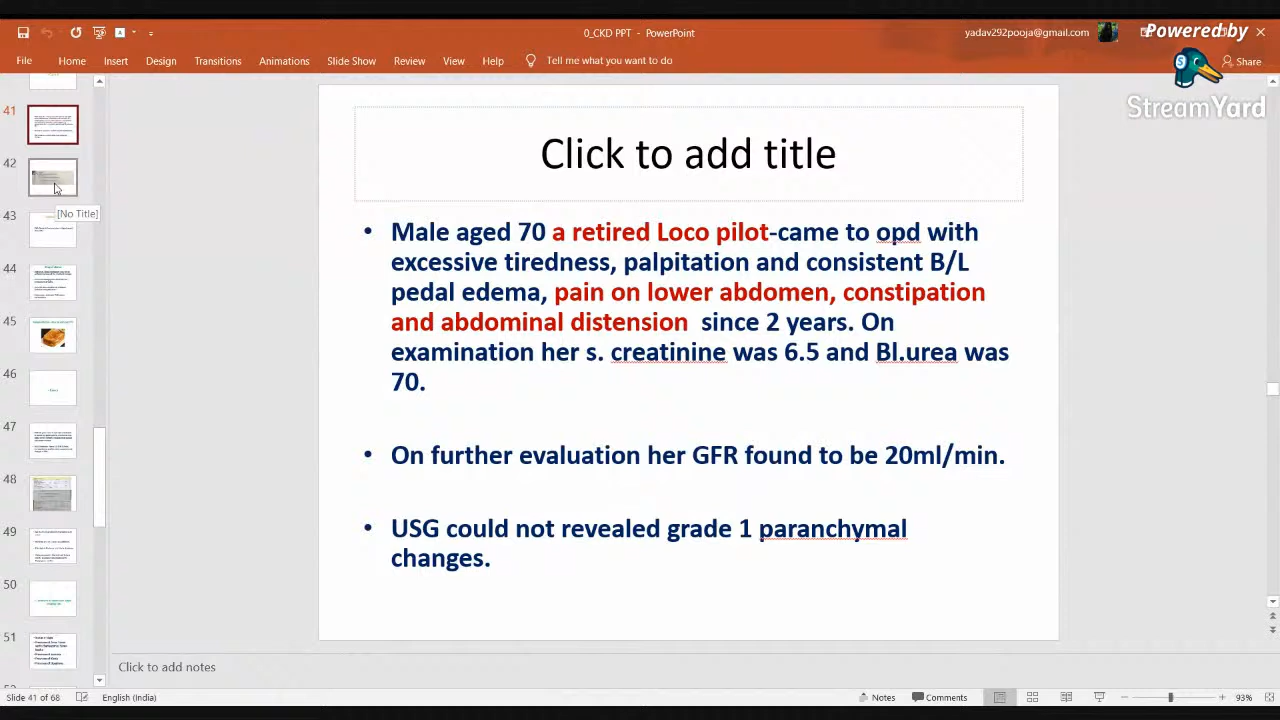 0_CKD PPT - PowerPoint
yadav292pooja@gmail.com
Powered by
StreamYard
File Home Insert Design Transitions Animations Slide Show Review View Help Tell me what you want to do
Share
41
42
[No Title]
43
44
45
46
47
48
49
50
51
Click to add title
• Male aged 70 a retired Loco pilot-came to opd with
excessive tiredness, palpitation and consistent B/L
pedal edema, pain on lower abdomen, constipation
and abdominal distension since 2 years. On
examination her s. creatinine was 6.5 and Bl.urea was
70.
• On further evaluation her GFR found to be 20ml/min.
• USG could not revealed grade 1 paranchymal
changes.
Click to add notes
Slide 41 of 68 English (India) Notes Comments 93%